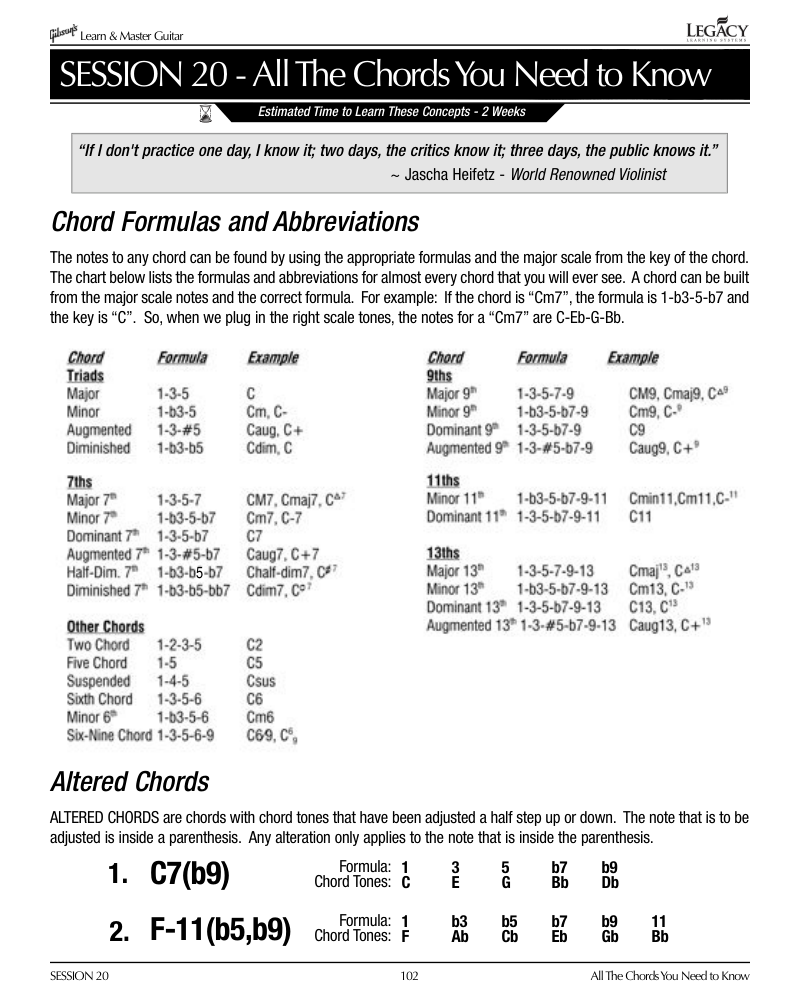 Gibson's Learn & Master Guitar
LEGACY
LEARNING SYSTEMS
SESSION 20 - All The Chords You Need to Know
Estimated Time to Learn These Concepts - 2 Weeks
“If I don't practice one day, I know it; two days, the critics know it; three days, the public knows it.”
~ Jascha Heifetz - World Renowned Violinist
Chord Formulas and Abbreviations
The notes to any chord can be found by using the appropriate formulas and the major scale from the key of the chord.
The chart below lists the formulas and abbreviations for almost every chord that you will ever see. A chord can be built
from the major scale notes and the correct formula. For example: If the chord is “Cm7”, the formula is 1-b3-5-b7 and
the key is “C”. So, when we plug in the right scale tones, the notes for a “Cm7” are C-Eb-G-Bb.
Chord Formula Example
Triads
Major 1-3-5 C
Minor 1-b3-5 Cm, C-
Augmented 1-3-#5 Caug, C+
Diminished 1-b3-b5 Cdim, C
7ths
Major 7th 1-3-5-7 CM7, Cmaj7, C△7
Minor 7th 1-b3-5-b7 Cm7, C-7
Dominant 7th 1-3-5-b7 C7
Augmented 7th 1-3-#5-b7 Caug7, C+7
Half-Dim. 7th 1-b3-b5-b7 Chalf-dim7, Cø7
Diminished 7th 1-b3-b5-bb7 Cdim7, C°7
Other Chords
Two Chord 1-2-3-5 C2
Five Chord 1-5 C5
Suspended 1-4-5 Csus
Sixth Chord 1-3-5-6 C6
Minor 6th 1-b3-5-6 Cm6
Six-Nine Chord 1-3-5-6-9 C6⁄9, C6 9
Chord Formula Example
9ths
Major 9th 1-3-5-7-9 CM9, Cmaj9, C△9
Minor 9th 1-b3-5-b7-9 Cm9, C-9
Dominant 9th 1-3-5-b7-9 C9
Augmented 9th 1-3-#5-b7-9 Caug9, C+9
11ths
Minor 11th 1-b3-5-b7-9-11 Cmin11,Cm11,C-11
Dominant 11th 1-3-5-b7-9-11 C11
13ths
Major 13th 1-3-5-7-9-13 Cmaj13, C△13
Minor 13th 1-b3-5-b7-9-13 Cm13, C-13
Dominant 13th 1-3-5-b7-9-13 C13, C13
Augmented 13th 1-3-#5-b7-9-13 Caug13, C+13
Altered Chords
ALTERED CHORDS are chords with chord tones that have been adjusted a half step up or down. The note that is to be
adjusted is inside a parenthesis. Any alteration only applies to the note that is inside the parenthesis.
1. C7(b9)
Formula: 1 3 5 b7 b9
Chord Tones: C E G Bb Db
2. F-11(b5,b9)
Formula: 1 b3 b5 b7 b9 11
Chord Tones: F Ab Cb Eb Gb Bb
SESSION 20 102 All The Chords You Need to Know